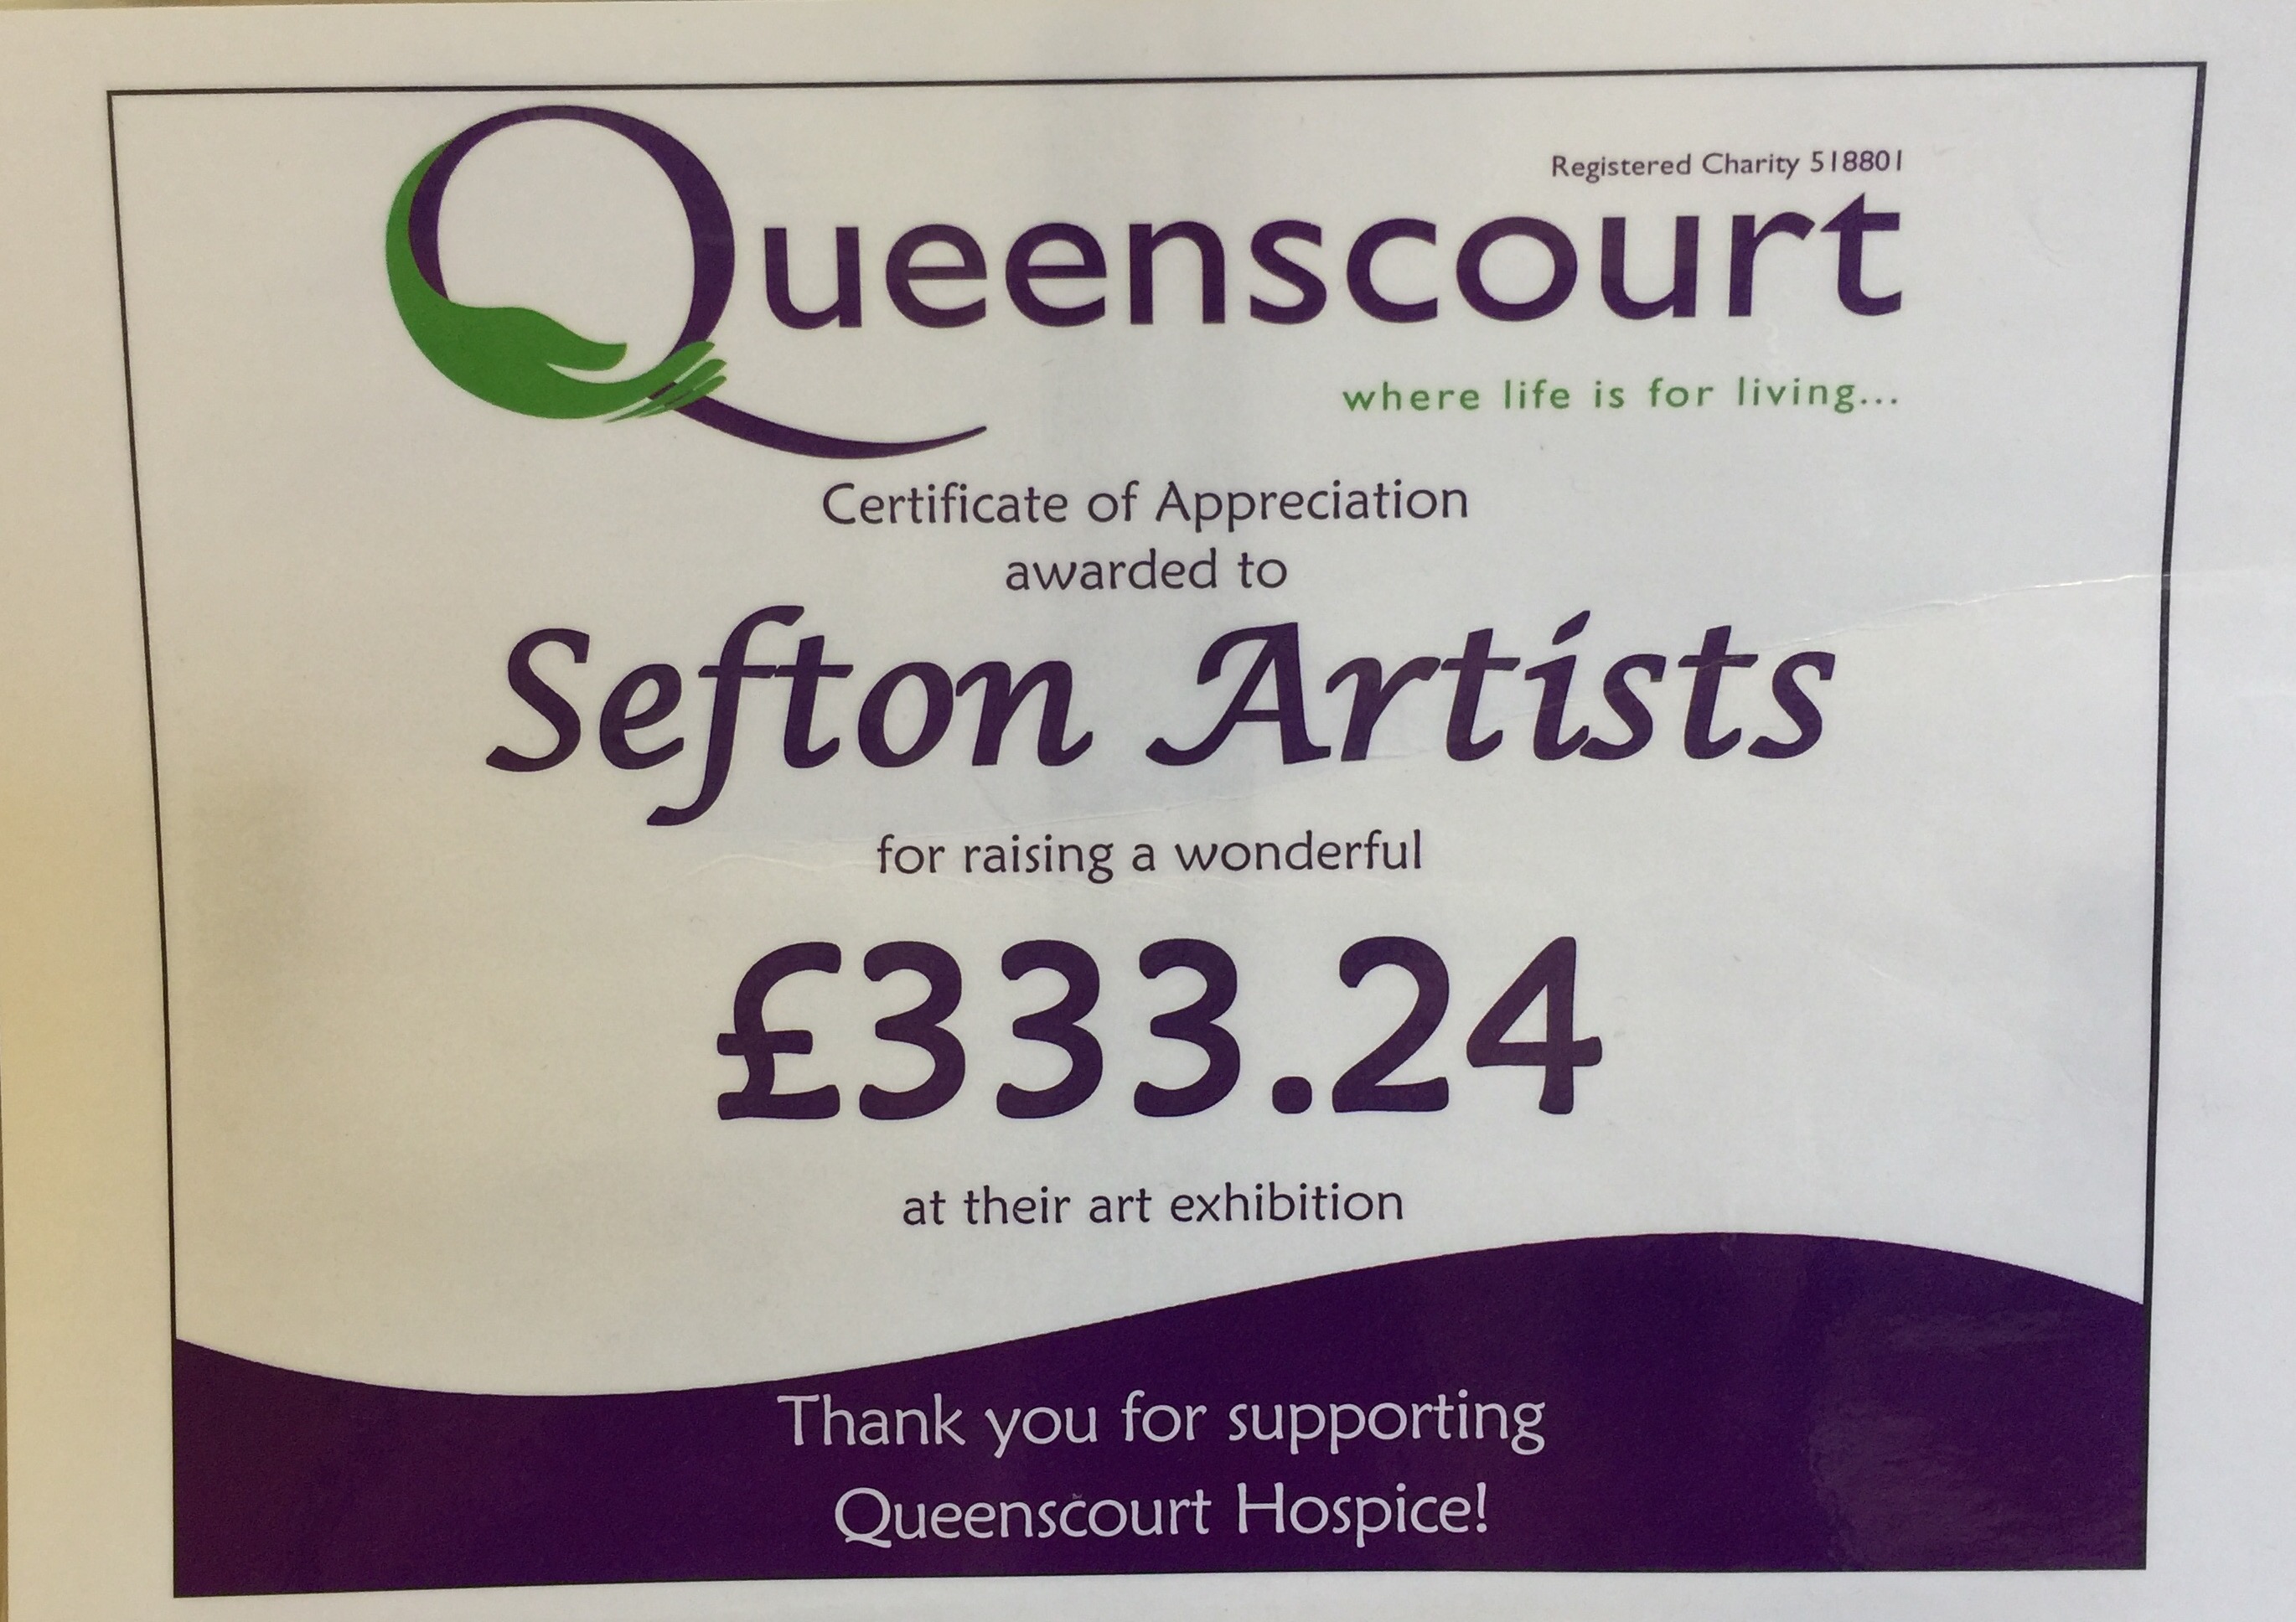 Registered Charity 518801
Queenscourt
where life is for living...
Certificate of Appreciation
awarded to
Sefton Artists
for raising a wonderful
£333.24
at their art exhibition
Thank you for supporting
Queenscourt Hospice!